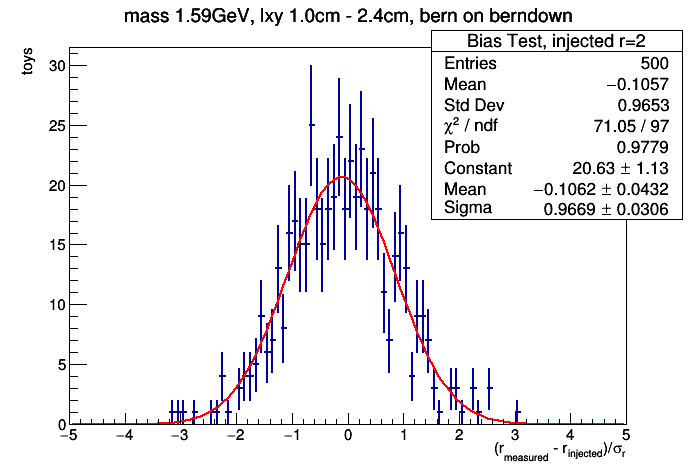 mass 1.59GeV, lxy 1.0cm - 2.4cm, bern on berndown
toys
Bias Test, injected r=2
Entries 500
Mean −0.1057
Std Dev 0.9653
χ² / ndf 71.05 / 97
Prob 0.9779
Constant 20.63 ± 1.13
Mean −0.1062 ± 0.0432
Sigma 0.9669 ± 0.0306
30
25
20
15
10
5
0
−5 −4 −3 −2 −1 0 1 2 3 4 5
(r_measured - r_injected)/σ_r